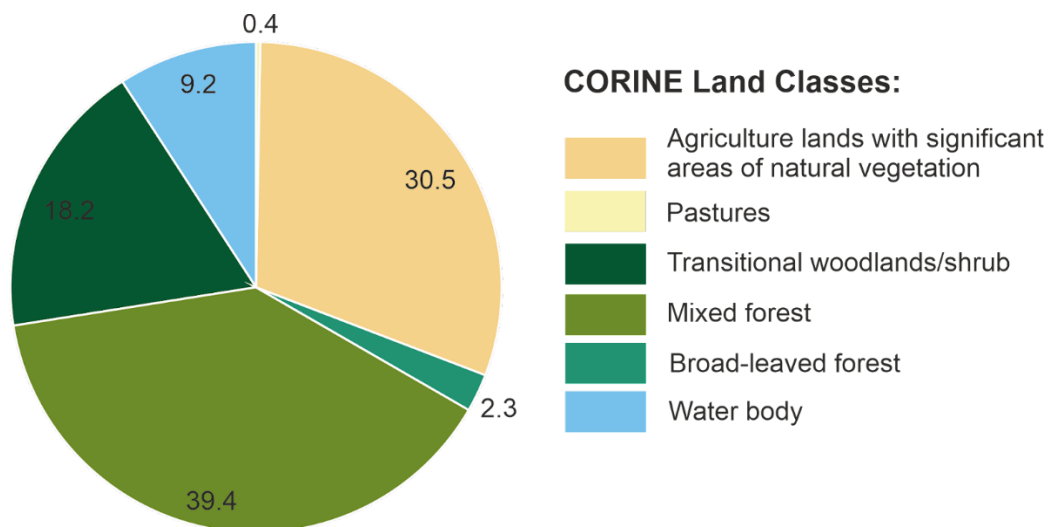 0.4
9.2
30.5
18.2
2.3
39.4
CORINE Land Classes:
Agriculture lands with significant
areas of natural vegetation
Pastures
Transitional woodlands/shrub
Mixed forest
Broad-leaved forest
Water body